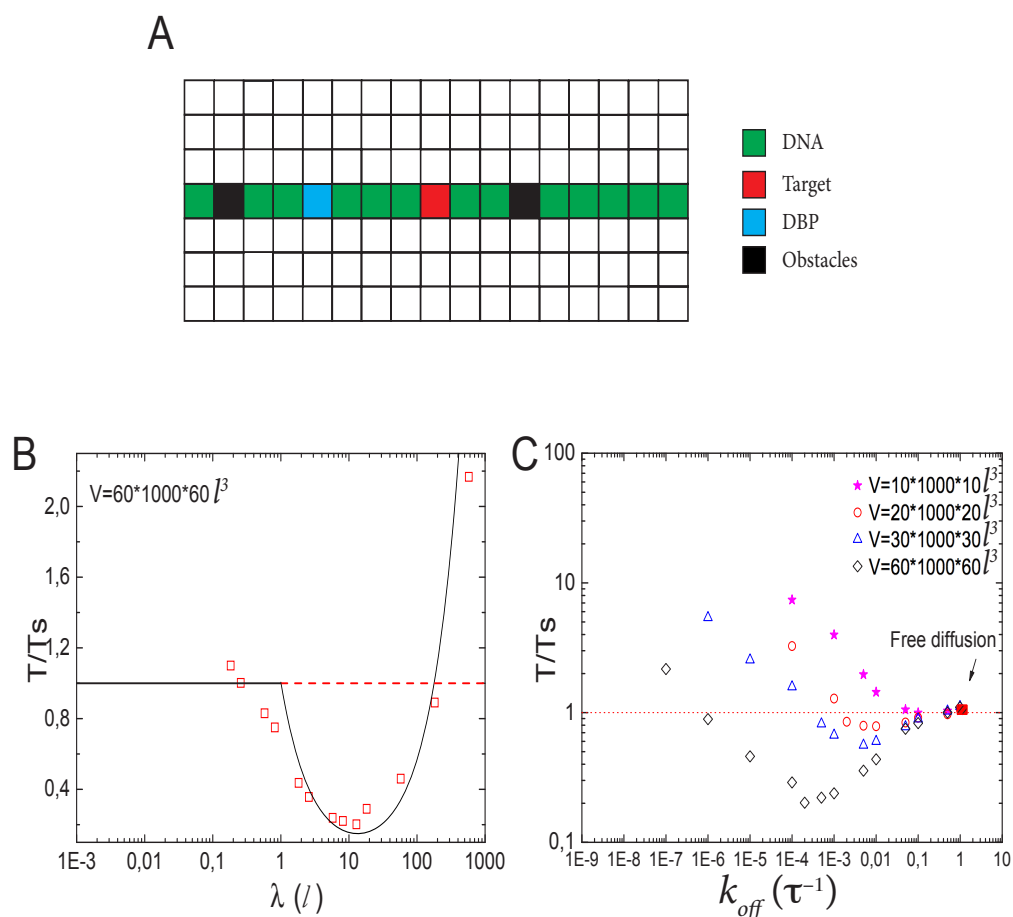 A
DNA
Target
DBP
Obstacles
B
V=60*1000*60 l³
T/Ts
2,0
1,6
1,2
0,8
0,4
1E-3
0,01
0,1
1
10
100
1000
λ (l)
C
V=10*1000*10 l³
V=20*1000*20 l³
V=30*1000*30 l³
V=60*1000*60 l³
Free diffusion
T/Ts
100
10
1
0,1
1E-9
1E-8
1E-7
1E-6
1E-5
1E-4
1E-3
0,01
0,1
1
10
k_off (τ⁻¹)